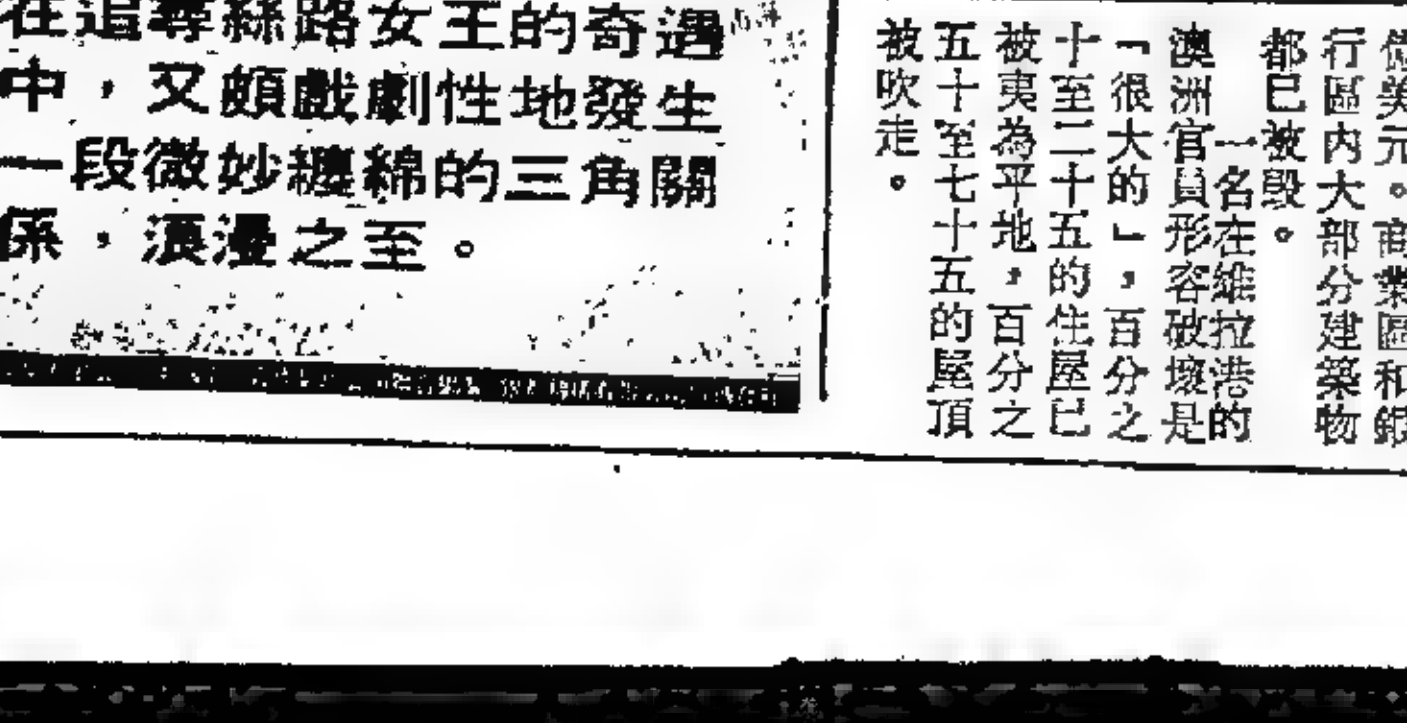 在追尋絲路女王的奇遇
中，又頗戲劇性地發生
一段微妙纏綿的三角關
係，浪漫之至。
億美元。商業區和銀
行區內大部分建築物
都已被毀。
一名在維拉港的
澳洲官員形容破壞是
「很大的」，百分之
十至二十五的住屋已
被夷為平地，百分之
五十至七十五的屋頂
被吹走。